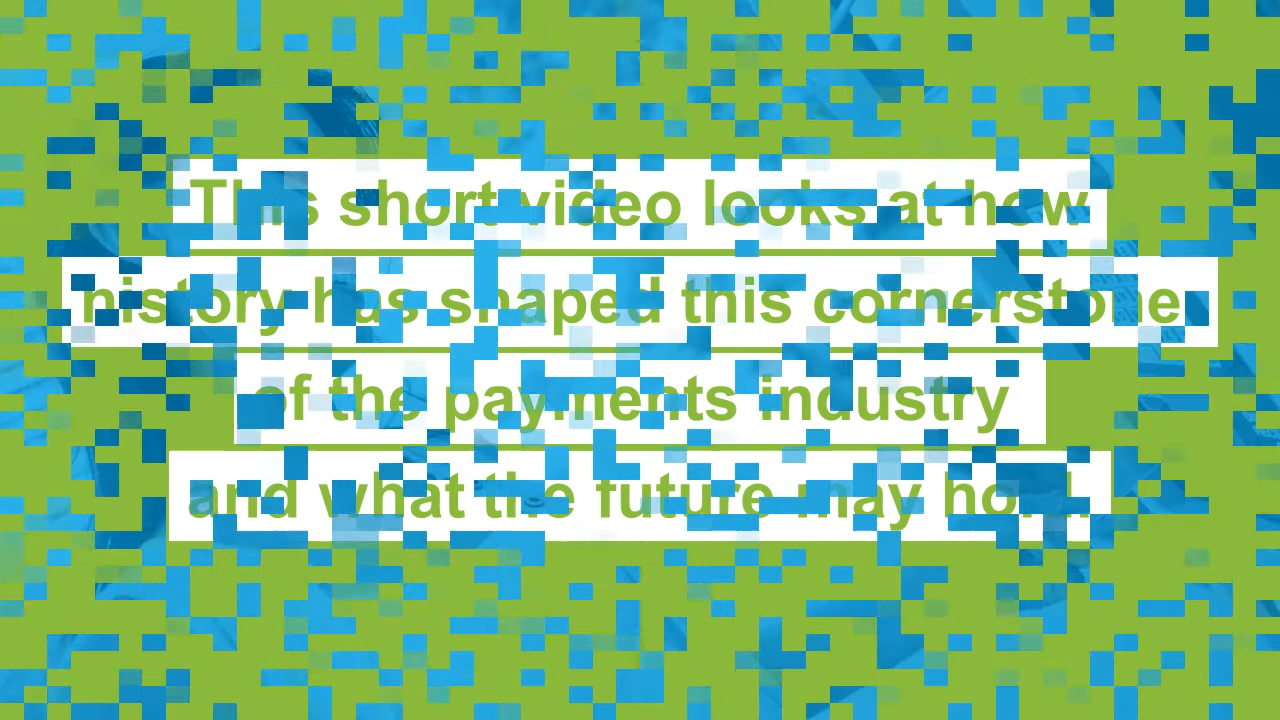 This short video looks at how
history has shaped this cornerstone
of the payments industry
and what the future may hold.